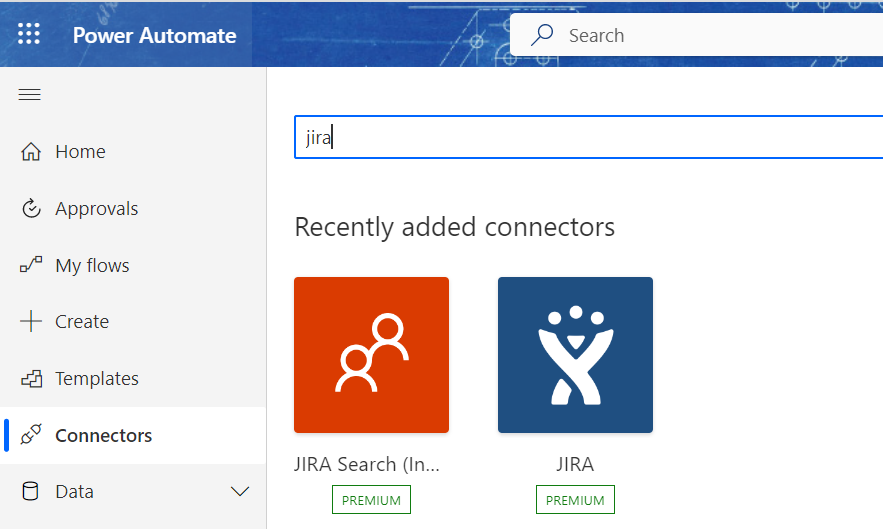 Power Automate
Search
Home
Approvals
My flows
Create
Templates
Connectors
Data
jira
Recently added connectors
JIRA Search (In...
PREMIUM
JIRA
PREMIUM